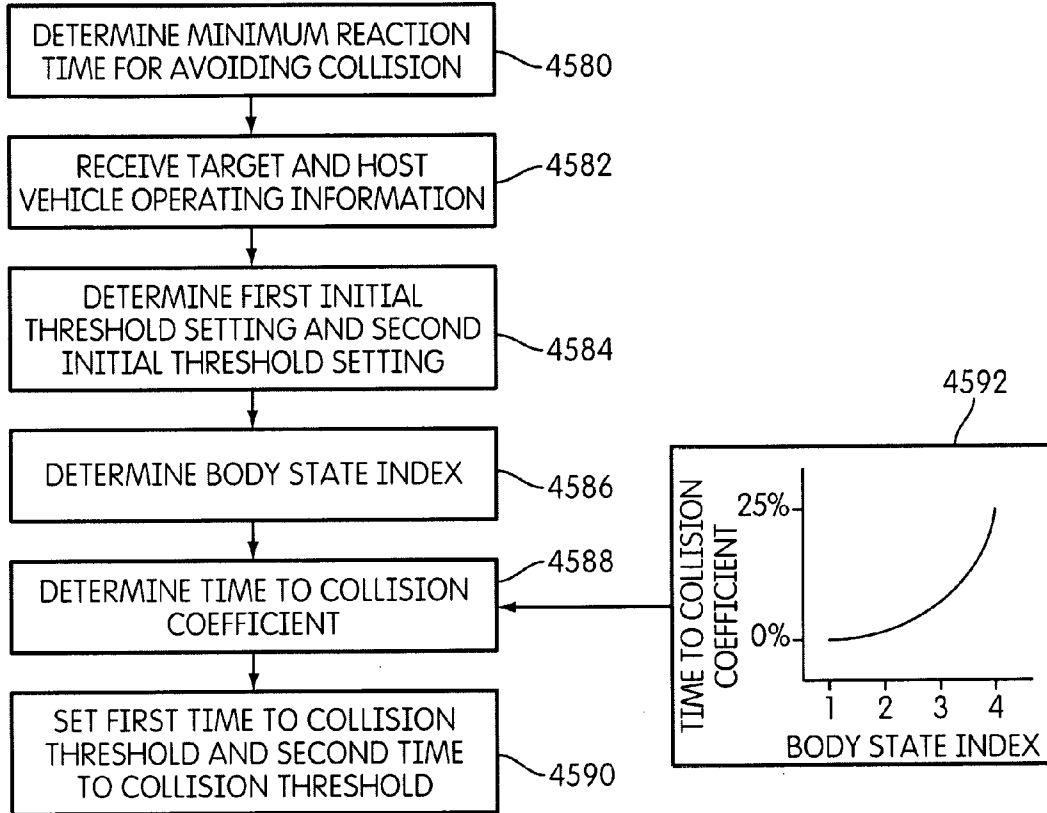 DETERMINE MINIMUM REACTION
TIME FOR AVOIDING COLLISION
4580
RECEIVE TARGET AND HOST
VEHICLE OPERATING INFORMATION
4582
DETERMINE FIRST INITIAL
THRESHOLD SETTING AND SECOND
INITIAL THRESHOLD SETTING
4584
DETERMINE BODY STATE INDEX
4586
DETERMINE TIME TO COLLISION
COEFFICIENT
4588
SET FIRST TIME TO COLLISION
THRESHOLD AND SECOND TIME
TO COLLISION THRESHOLD
4590
4592
TIME TO COLLISION
COEFFICIENT
25%
0%
1 2 3 4
BODY STATE INDEX